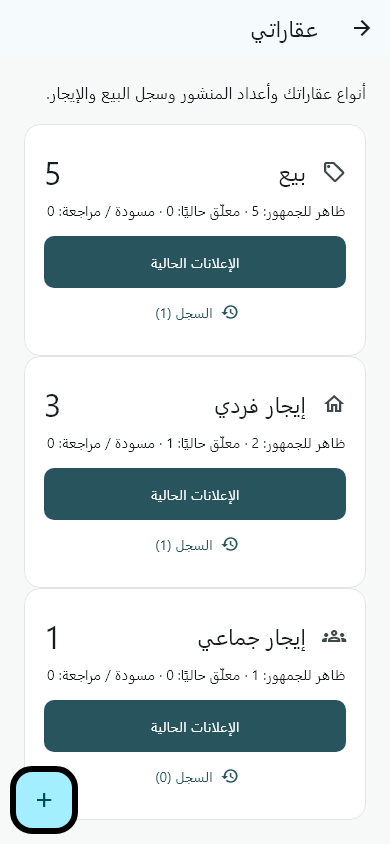 عقاراتي
أنواع عقاراتك وأعداد المنشور وسجل البيع والإيجار.
بيع 5
ظاهر للجمهور: 5 · معلّق حاليًا: 0 · مسودة / مراجعة: 0
الإعلانات الحالية
السجل (1)
إيجار فردي 3
ظاهر للجمهور: 2 · معلّق حاليًا: 1 · مسودة / مراجعة: 0
الإعلانات الحالية
السجل (1)
إيجار جماعي 1
ظاهر للجمهور: 1 · معلّق حاليًا: 0 · مسودة / مراجعة: 0
الإعلانات الحالية
السجل (0)